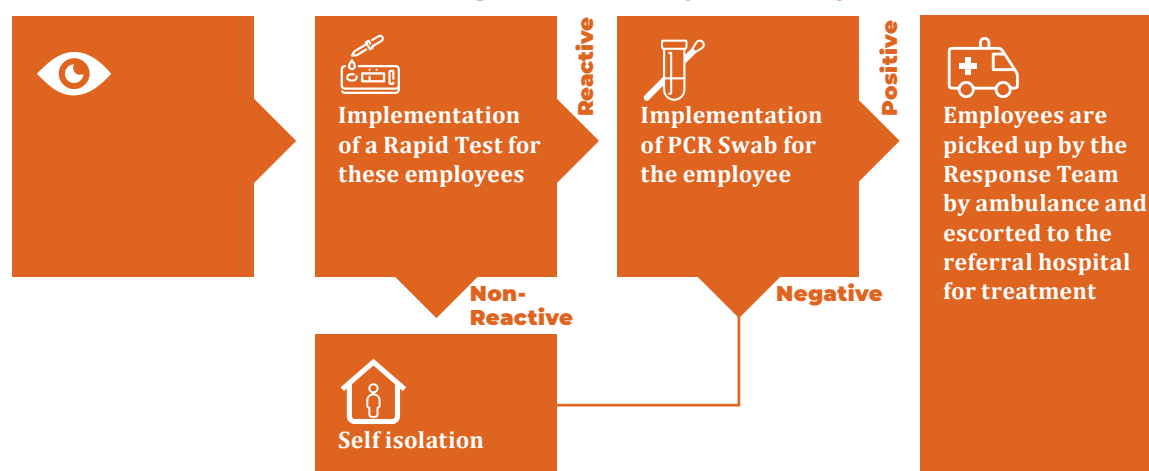 Implementation
of a Rapid Test for
these employees
Reactive
Implementation
of PCR Swab for
the employee
Positive
Employees are
picked up by the
Response Team
by ambulance and
escorted to the
referral hospital
for treatment
Non-
Reactive
Negative
Self isolation